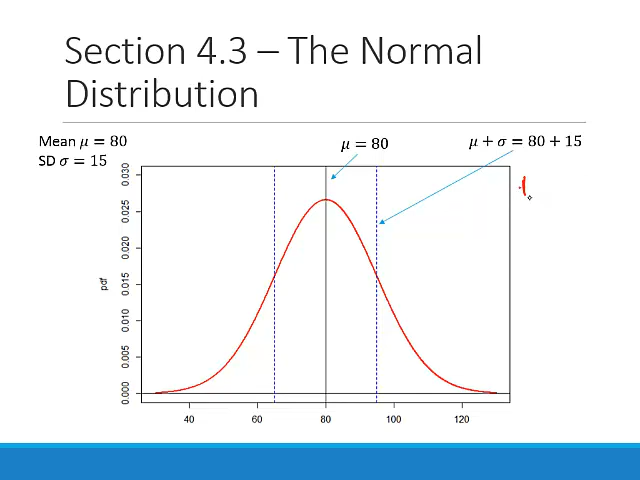 Section 4.3 – The Normal
Distribution
Mean μ = 80
SD σ = 15
μ = 80
μ + σ = 80 + 15
0.030
0.025
0.020
0.015
0.010
0.005
0.000
pdf
40 60 80 100 120